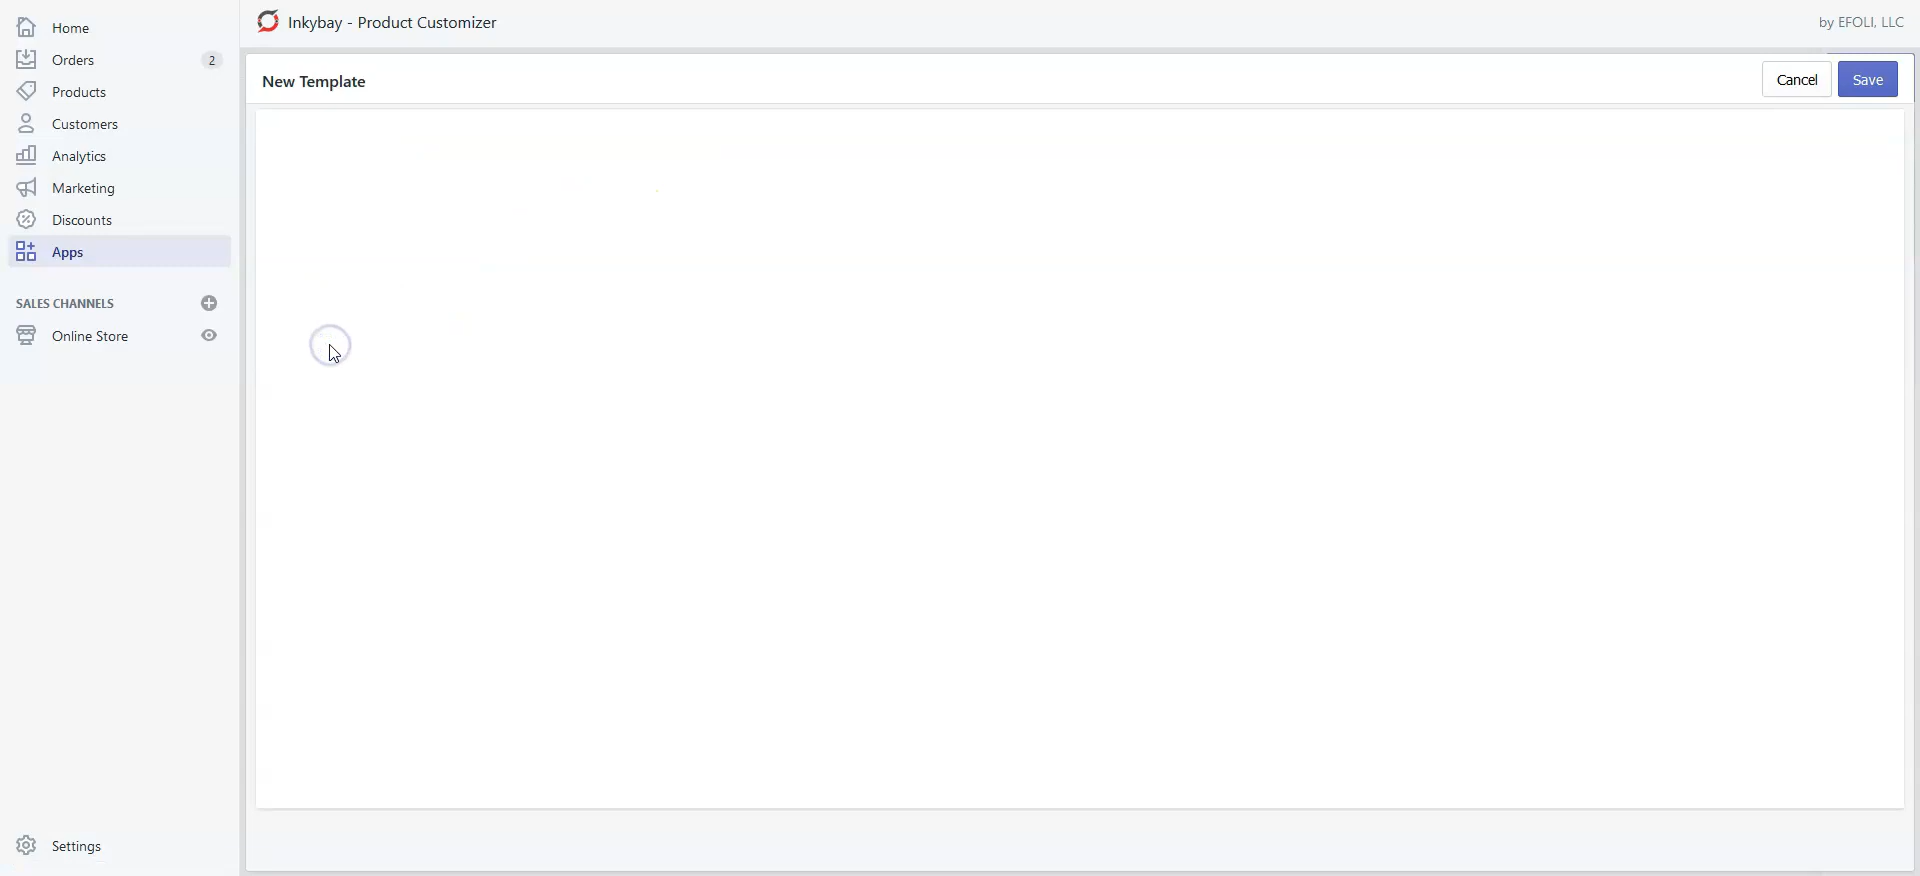 Home
Orders 2
Products
Customers
Analytics
Marketing
Discounts
Apps
SALES CHANNELS
Online Store
Settings
Inkybay - Product Customizer
by EFOLI, LLC
New Template
Cancel
Save